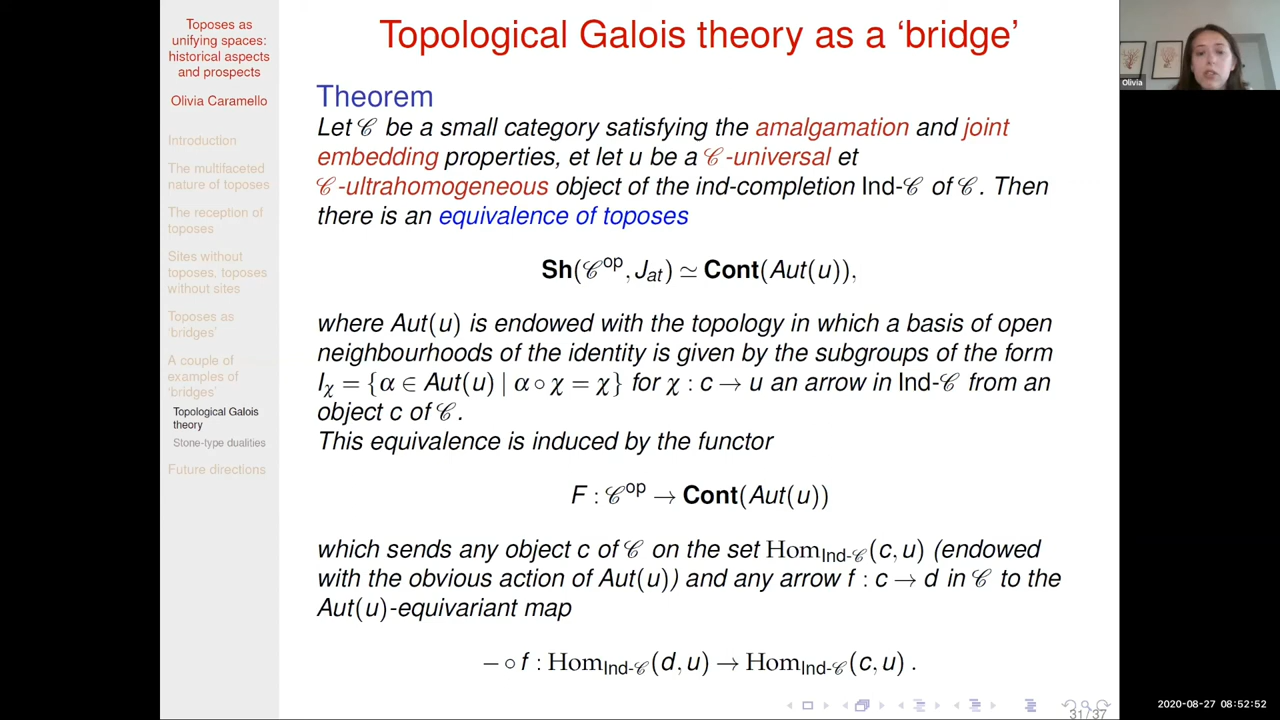 Toposes as
unifying spaces:
historical aspects
and prospects
Olivia Caramello
Introduction
The multifaceted
nature of toposes
The reception of
toposes
Sites without
toposes, toposes
without sites
Toposes as
‘bridges’
A couple of
examples of
‘bridges’
Topological Galois
theory
Stone-type dualities
Future directions
Topological Galois theory as a ‘bridge’
Theorem
Let 𝒞 be a small category satisfying the amalgamation and joint
embedding properties, et let u be a 𝒞-universal et
𝒞-ultrahomogeneous object of the ind-completion Ind-𝒞 of 𝒞. Then
there is an equivalence of toposes
Sh(𝒞^op, J_at) ≃ Cont(Aut(u)),
where Aut(u) is endowed with the topology in which a basis of open
neighbourhoods of the identity is given by the subgroups of the form
I_χ = {α ∈ Aut(u) | α ∘ χ = χ} for χ : c → u an arrow in Ind-𝒞 from an
object c of 𝒞.
This equivalence is induced by the functor
F : 𝒞^op → Cont(Aut(u))
which sends any object c of 𝒞 on the set Hom_Ind-𝒞(c, u) (endowed
with the obvious action of Aut(u)) and any arrow f : c → d in 𝒞 to the
Aut(u)-equivariant map
− ∘ f : Hom_Ind-𝒞(d, u) → Hom_Ind-𝒞(c, u) .
31 / 37
Olivia
2020-08-27 08:52:52